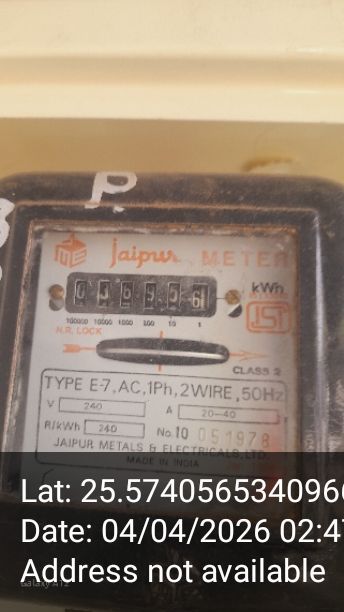 P
Jaipur METER
kWh
100000 10000 1000 100 10 1
N.R. LOCK
CLASS 2
TYPE E-7, AC, 1Ph, 2WIRE, 50Hz
V 240 A 20-40
R/kWh 240 No. 10 051978
JAIPUR METALS & ELECTRICALS, LTD.
MADE IN INDIA
Lat: 25.5740565340966
Date: 04/04/2026 02:47
Address not available
Galaxy A12